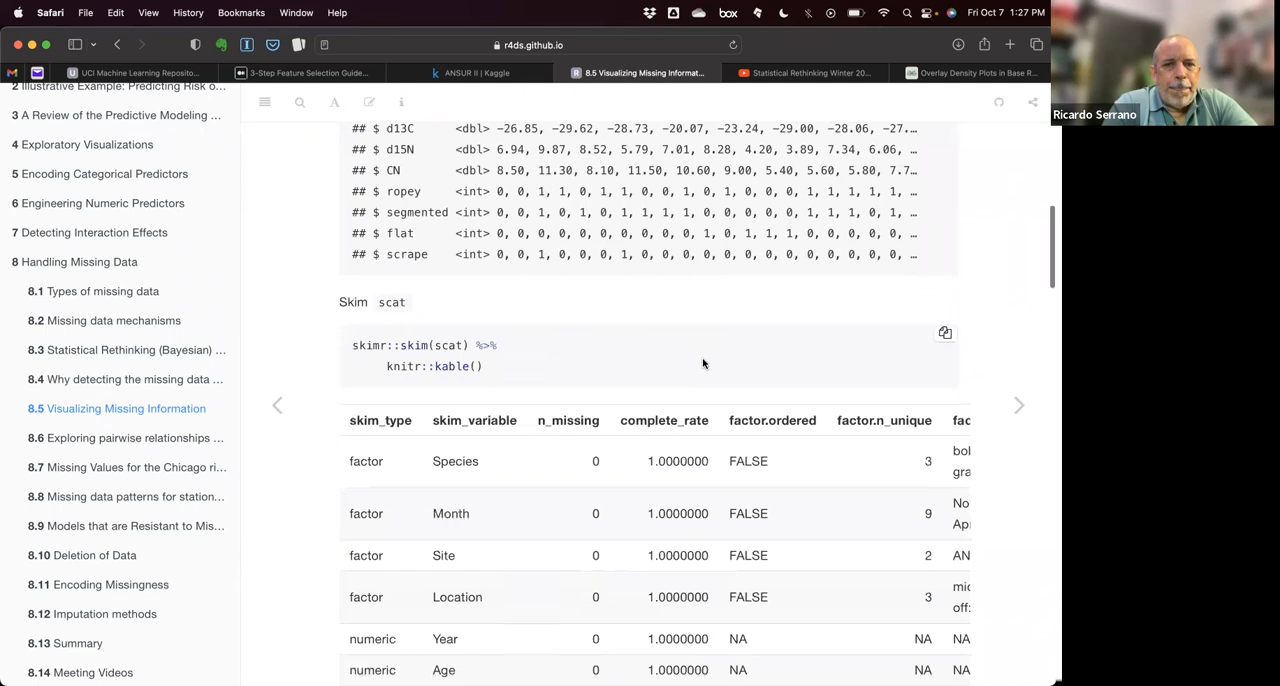 Safari File Edit View History Bookmarks Window Help box Fri Oct 7 1:27 PM
r4ds.github.io
UCI Machine Learning Reposito... 3-Step Feature Selection Guide... ANSUR II | Kaggle 8.5 Visualizing Missing Informat... Statistical Rethinking Winter 20... Overlay Density Plots in Base R...
Ricardo Serrano
2 Illustrative Example: Predicting Risk o...
3 A Review of the Predictive Modeling ...
4 Exploratory Visualizations
5 Encoding Categorical Predictors
6 Engineering Numeric Predictors
7 Detecting Interaction Effects
8 Handling Missing Data
8.1 Types of missing data
8.2 Missing data mechanisms
8.3 Statistical Rethinking (Bayesian) ...
8.4 Why detecting the missing data ...
8.5 Visualizing Missing Information
8.6 Exploring pairwise relationships ...
8.7 Missing Values for the Chicago ri...
8.8 Missing data patterns for station...
8.9 Models that are Resistant to Mis...
8.10 Deletion of Data
8.11 Encoding Missingness
8.12 Imputation methods
8.13 Summary
8.14 Meeting Videos
## $ d13C <dbl> -26.85, -29.62, -28.73, -20.07, -23.24, -29.00, -28.06, -27.…
## $ d15N <dbl> 6.94, 9.87, 8.52, 5.79, 7.01, 8.28, 4.20, 3.89, 7.34, 6.06, …
## $ CN <dbl> 8.50, 11.30, 8.10, 11.50, 10.60, 9.00, 5.40, 5.60, 5.80, 7.7…
## $ ropey <int> 0, 0, 1, 1, 0, 1, 1, 0, 0, 1, 0, 1, 0, 0, 1, 1, 1, 1, 1, …
## $ segmented <int> 0, 0, 1, 0, 1, 0, 1, 1, 1, 1, 0, 0, 0, 0, 0, 1, 1, 1, 0, 1, …
## $ flat <int> 0, 0, 0, 0, 0, 0, 0, 0, 0, 0, 1, 0, 1, 1, 1, 0, 0, 0, 0, …
## $ scrape <int> 0, 0, 1, 0, 0, 0, 1, 0, 0, 0, 0, 0, 0, 0, 0, 0, 0, 0, 0, 0, …
Skim scat
skimr::skim(scat) %>%
knitr::kable()
skim_type skim_variable n_missing complete_rate factor.ordered factor.n_unique fac
factor Species 0 1.0000000 FALSE 3 bol
gra
factor Month 0 1.0000000 FALSE 9 No
Ap
factor Site 0 1.0000000 FALSE 2 AN
factor Location 0 1.0000000 FALSE 3 mic
off:
numeric Year 0 1.0000000 NA NA NA
numeric Age 0 1.0000000 NA NA NA